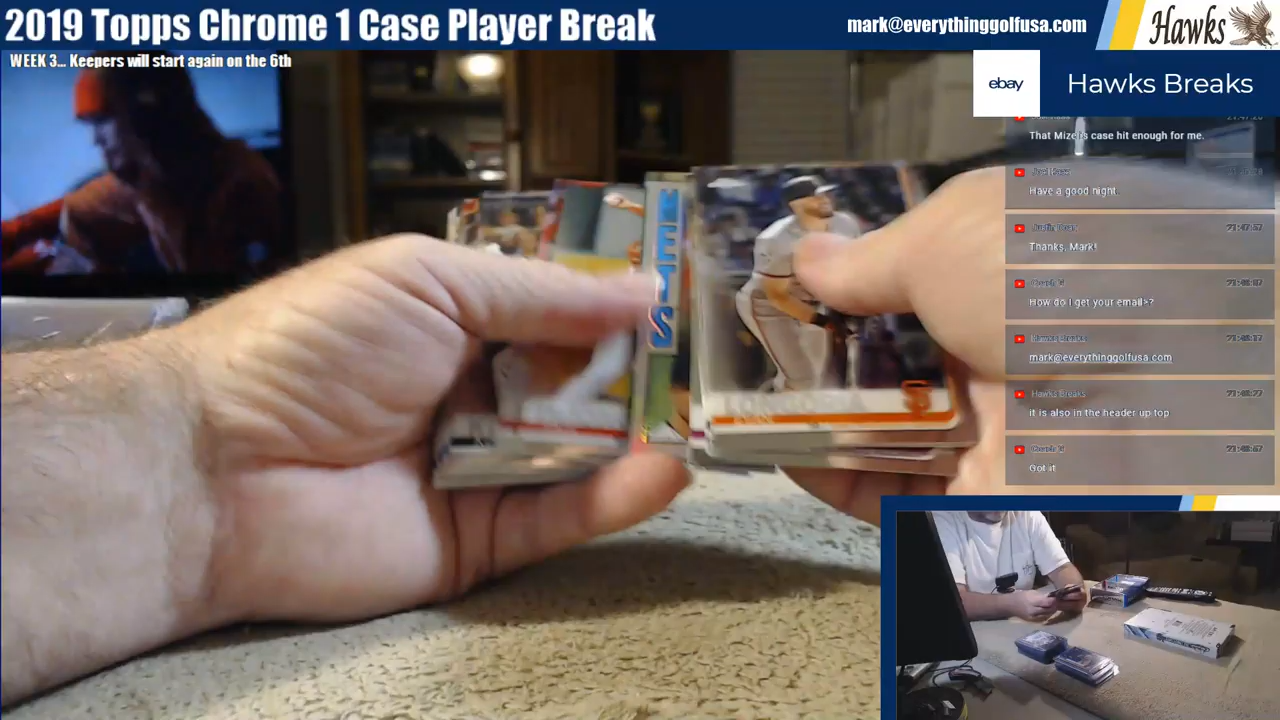 2019 Topps Chrome 1 Case Player Break
mark@everythinggolfusa.com
Hawks
WEEK 3... Keepers will start again on the 6th
ebay
Hawks Breaks
That Mizel's case hit enough for me.
Have a good night.
Thanks, Mark!
How do I get your email>?
mark@everythinggolfusa.com
Hawks Breaks
it is also in the header up top
Got it
METS
SF